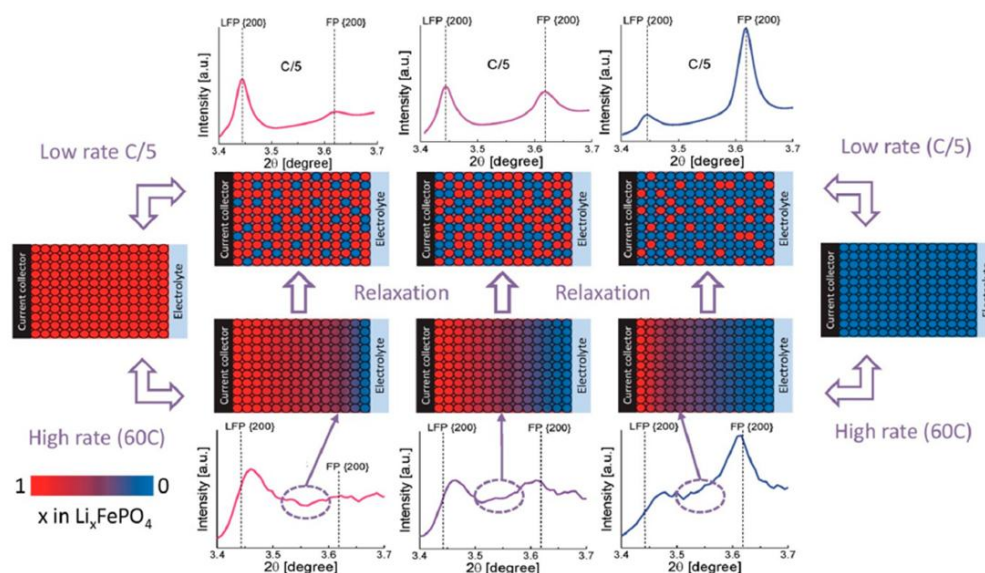 LFP {200}
FP {200}
C/5
Intensity [a.u.]
3.4 3.5 3.6 3.7
2θ [degree]
LFP {200}
FP {200}
C/5
Intensity [a.u.]
3.4 3.5 3.6 3.7
2θ [degree]
LFP {200}
FP {200}
C/5
Intensity [a.u.]
3.4 3.5 3.6 3.7
2θ [degree]
Low rate C/5
Low rate (C/5)
Current collector
Electrolyte
Current collector
Electrolyte
Current collector
Electrolyte
Current collector
Electrolyte
Current collector
Electrolyte
Relaxation
Relaxation
Current collector
Electrolyte
Current collector
Electrolyte
Current collector
Electrolyte
High rate (60C)
High rate (60C)
LFP {200}
FP {200}
Intensity [a.u.]
3.4 3.5 3.6 3.7
2θ [degree]
LFP {200}
FP {200}
Intensity [a.u.]
3.4 3.5 3.6 3.7
2θ [degree]
LFP {200}
FP {200}
Intensity [a.u.]
3.4 3.5 3.6 3.7
2θ [degree]
1 0
x in LiₓFePO₄